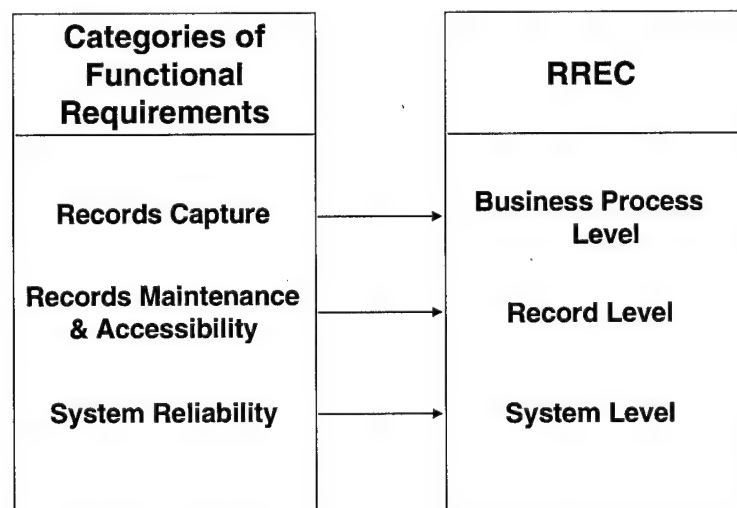 Categories of
Functional
Requirements
RREC
Records Capture
Business Process
Level
Records Maintenance
& Accessibility
Record Level
System Reliability
System Level